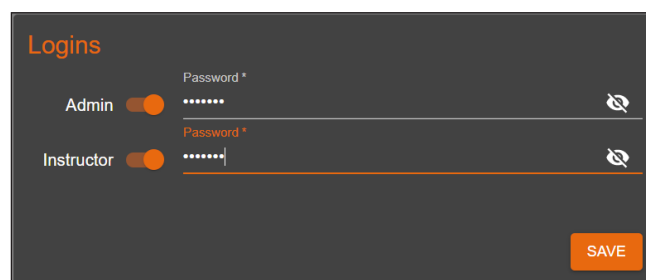 Logins
Password *
Admin •••••••
Password *
Instructor •••••••
SAVE